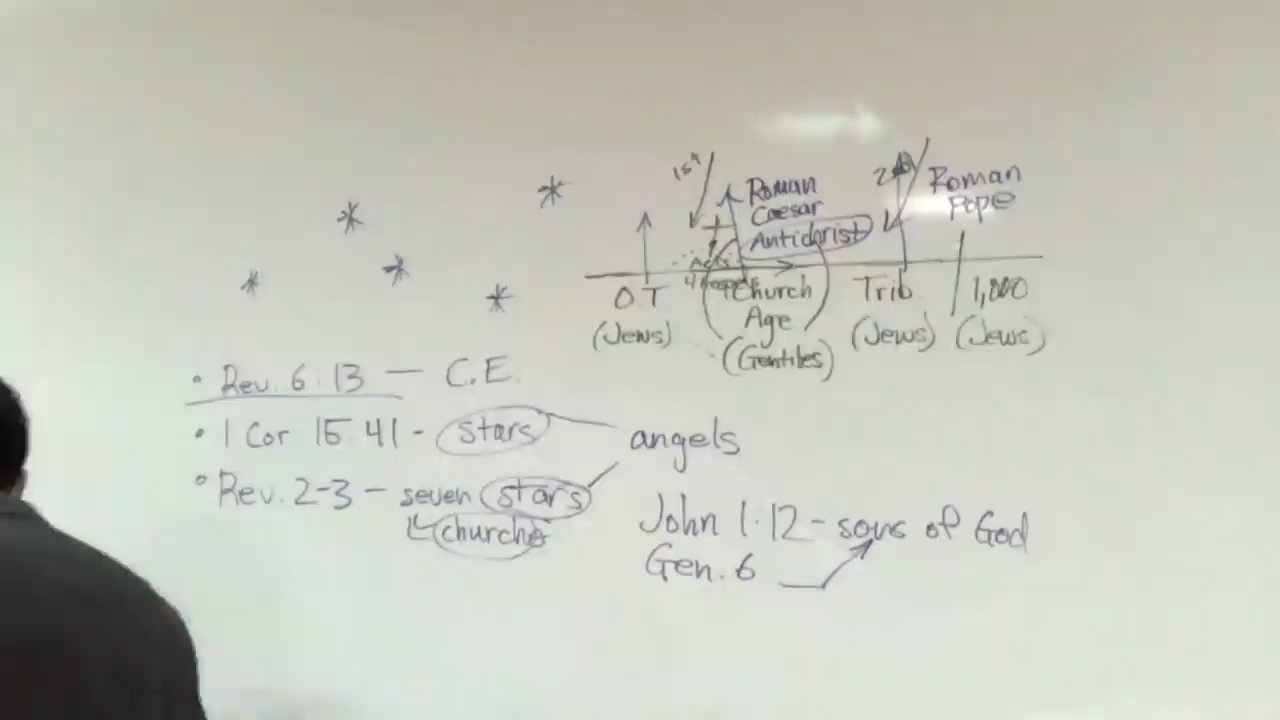 1st
2nd
Roman
Caesar
Antichrist
Roman
Pope
Acts
O T
Church
Age
Trib
1,000
(Jews)
(Gentiles)
(Jews)
(Jews)
• Rev. 6:13 — C.E.
• 1 Cor 15 41 - stars
angels
• Rev. 2-3 - seven stars
John 1:12 - sons of God
Gen. 6